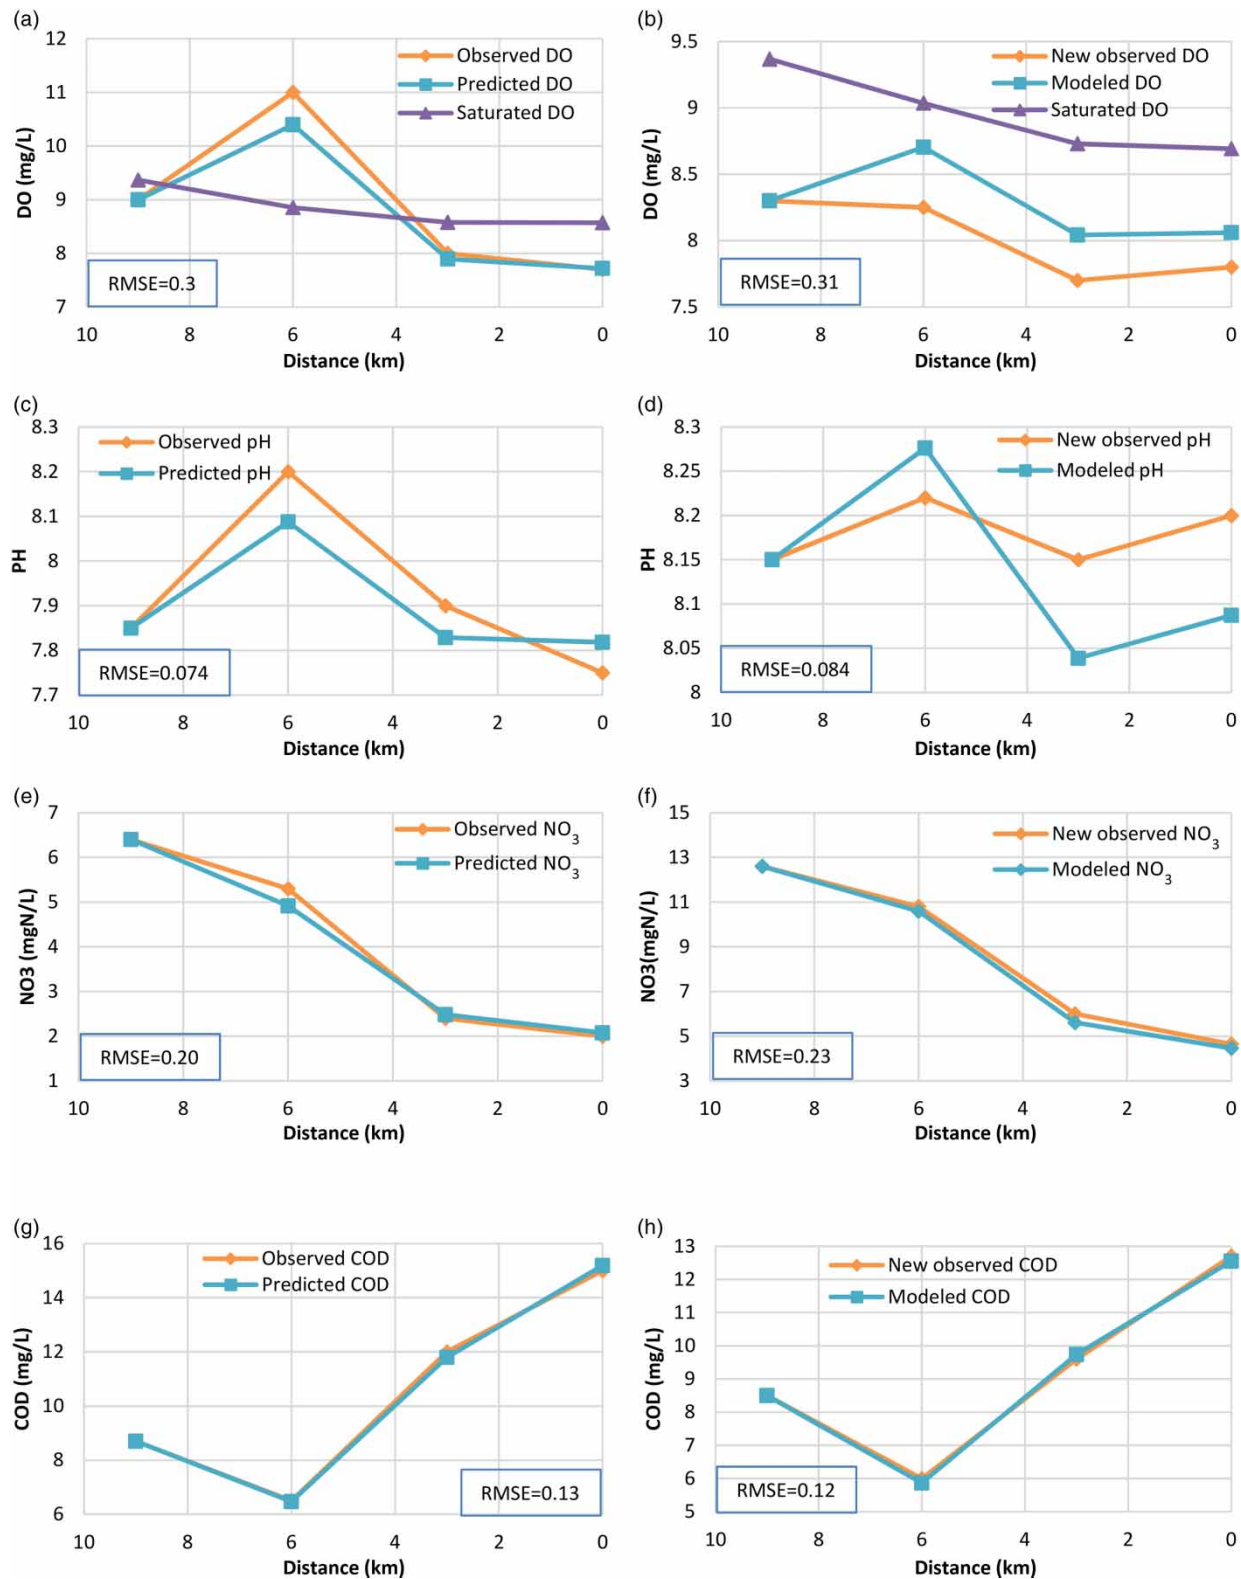 (a)
12
11
10
9
8
7
DO (mg/L)
Observed DO
Predicted DO
Saturated DO
RMSE=0.3
10 8 6 4 2 0
Distance (km)
(b)
9.5
9
8.5
8
7.5
DO (mg/L)
New observed DO
Modeled DO
Saturated DO
RMSE=0.31
10 8 6 4 2 0
Distance (km)
(c)
8.3
8.2
8.1
8
7.9
7.8
7.7
PH
Observed pH
Predicted pH
RMSE=0.074
10 8 6 4 2 0
Distance (km)
(d)
8.3
8.25
8.2
8.15
8.1
8.05
8
PH
New observed pH
Modeled pH
RMSE=0.084
10 8 6 4 2 0
Distance (km)
(e)
7
6
5
4
3
2
1
NO3 (mgN/L)
Observed NO3
Predicted NO3
RMSE=0.20
10 8 6 4 2 0
Distance (km)
(f)
15
13
11
9
7
5
3
NO3(mgN/L)
New observed NO3
Modeled NO3
RMSE=0.23
10 8 6 4 2 0
Distance (km)
(g)
16
14
12
10
8
6
COD (mg/L)
Observed COD
Predicted COD
RMSE=0.13
10 8 6 4 2 0
Distance (km)
(h)
13
12
11
10
9
8
7
6
5
COD (mg/L)
New observed COD
Modeled COD
RMSE=0.12
10 8 6 4 2 0
Distance (km)